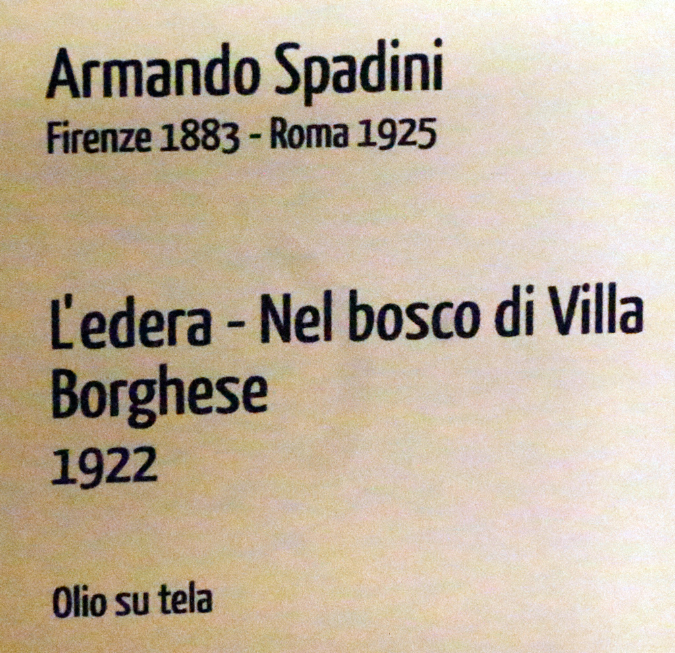 Armando Spadini
Firenze 1883 - Roma 1925
L'edera - Nel bosco di Villa
Borghese
1922
Olio su tela